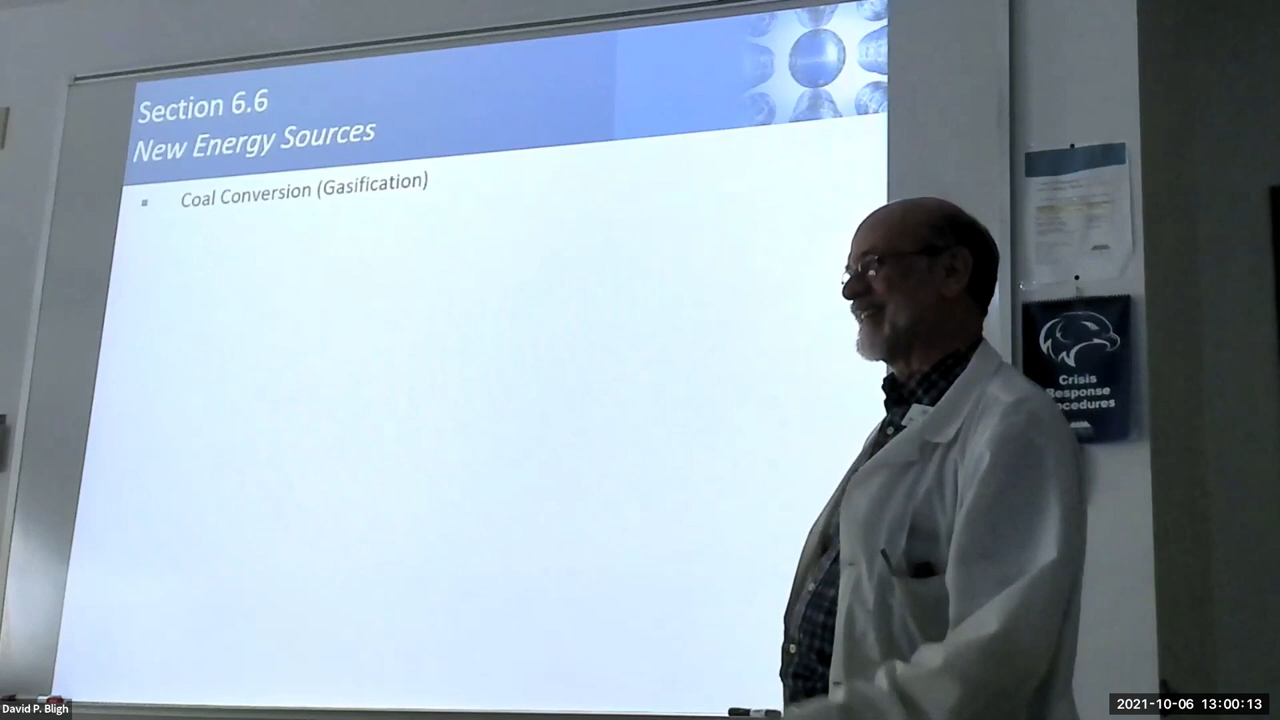 Section 6.6
New Energy Sources
▪ Coal Conversion (Gasification)
Crisis
Response
ocedures
David P. Bligh
2021-10-06 13:00:13